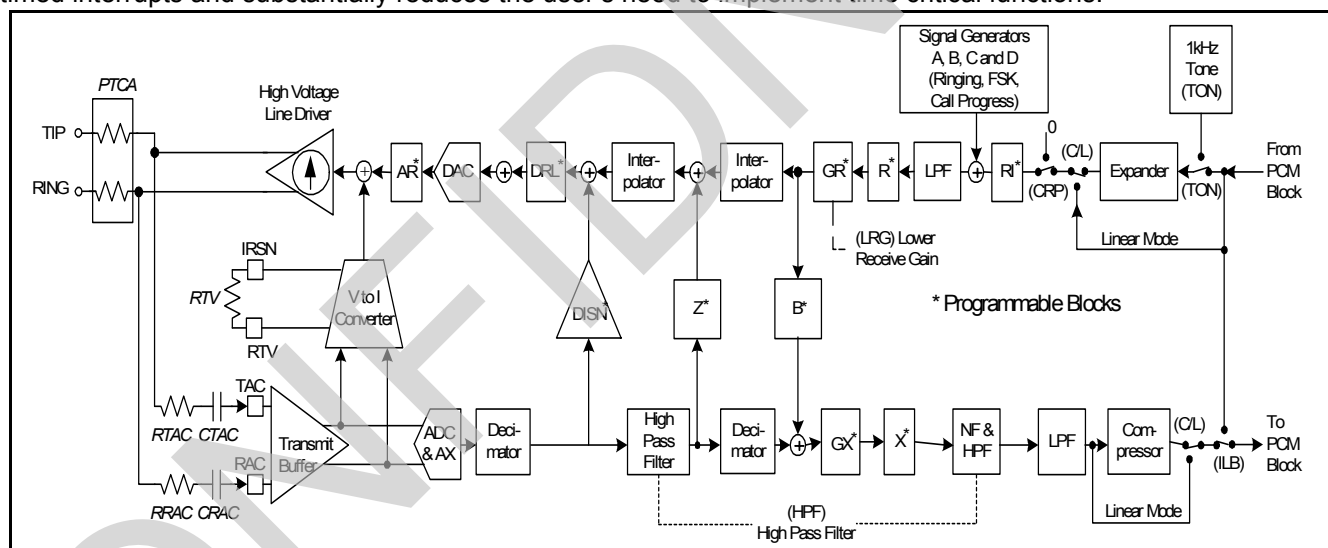 timed interrupts and substantially reduces the user's need to implement time critical functions.
Signal Generators
A, B, C and D
(Ringing, FSK,
Call Progress)
1kHz
Tone
(TON)
PTCA
High Voltage
Line Driver
TIP
RING
AR*
DAC
DRL*
Inter-
polator
Inter-
polator
GR*
R*
LPF
RI*
0
(C/L)
(CRP)
Expander
(TON)
From
PCM
Block
Linear Mode
(LRG) Lower
Receive Gain
IRSN
RTV
RTV
V to I
Converter
DISN*
Z*
B*
* Programmable Blocks
TAC
RTAC CTAC
RAC
RRAC CRAC
Transmit
Buffer
ADC
& AX
Deci-
mator
High
Pass
Filter
Deci-
mator
GX*
X*
NF &
HPF
LPF
Com-
pressor
(C/L)
(ILB)
To
PCM
Block
Linear Mode
(HPF)
High Pass Filter